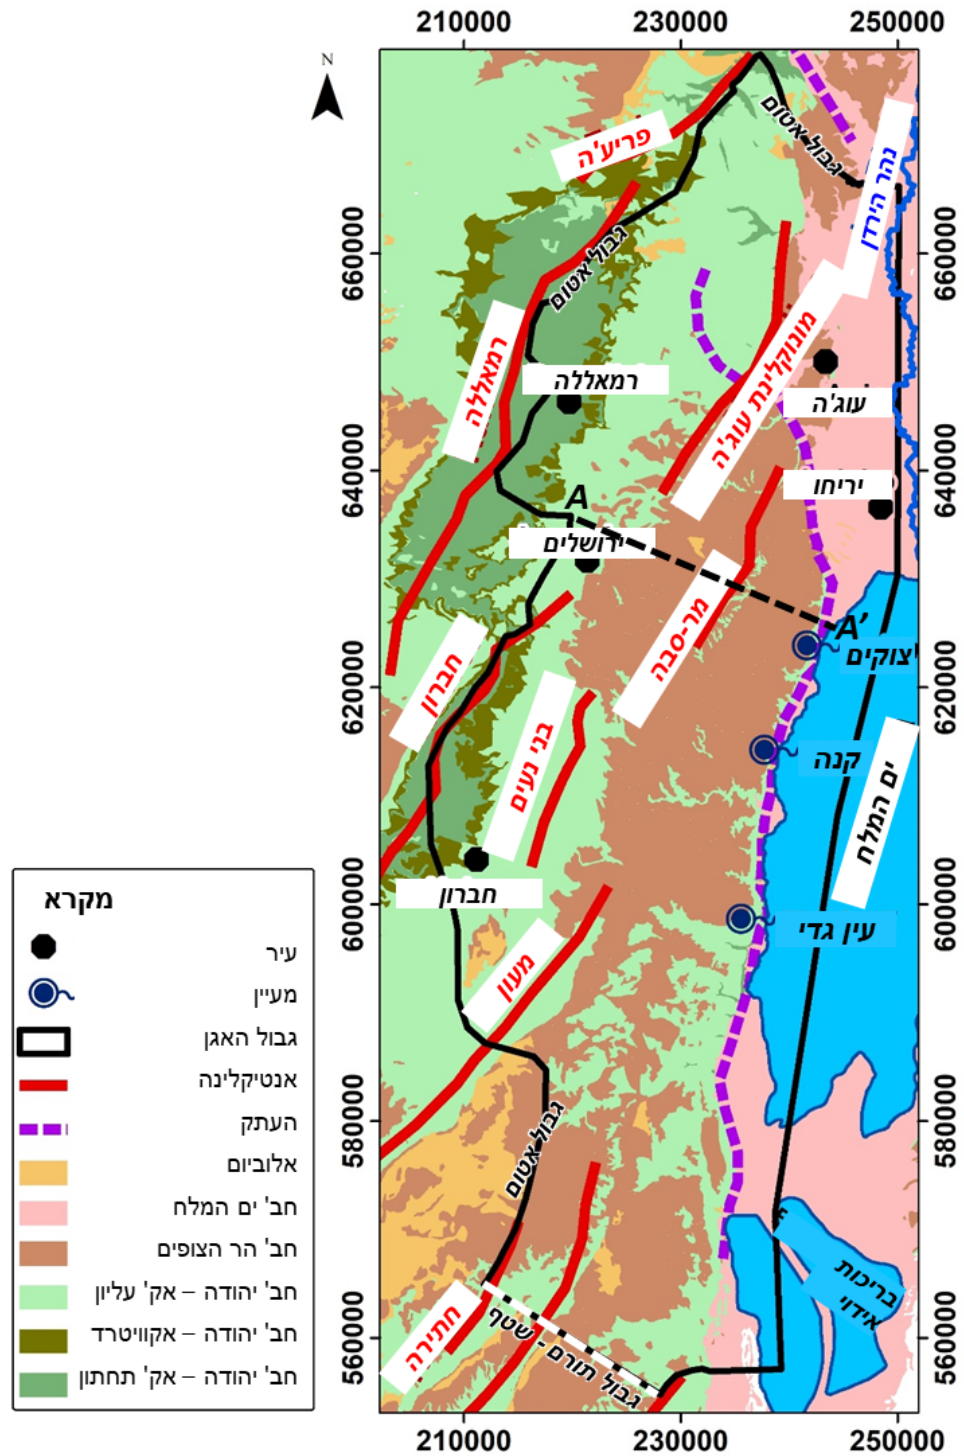 210000 230000 250000
N
גבול אטום
פריע'ה
נהר הירדן
660000 660000
גבול אטום
מונוקלינת עוג'ה
רמאללה
רמאללה
עוג'ה
640000 640000
יריחו
A
ירושלים
A'
צוקים
מר-סבה
חברון
620000 620000
בני נעים
קנה
ים המלח
חברון
600000 600000
עין גדי
מעון
580000 580000
גבול אטום
בריכות
אידוי
חתירה
גבול תורם - שטף
560000 560000
210000 230000 250000
מקרא
עיר
מעיין
גבול האגן
אנטיקלינה
העתק
אלוביום
חב' ים המלח
חב' הר הצופים
חב' יהודה – אק' עליון
חב' יהודה – אקוויטרד
חב' יהודה – אק' תחתון